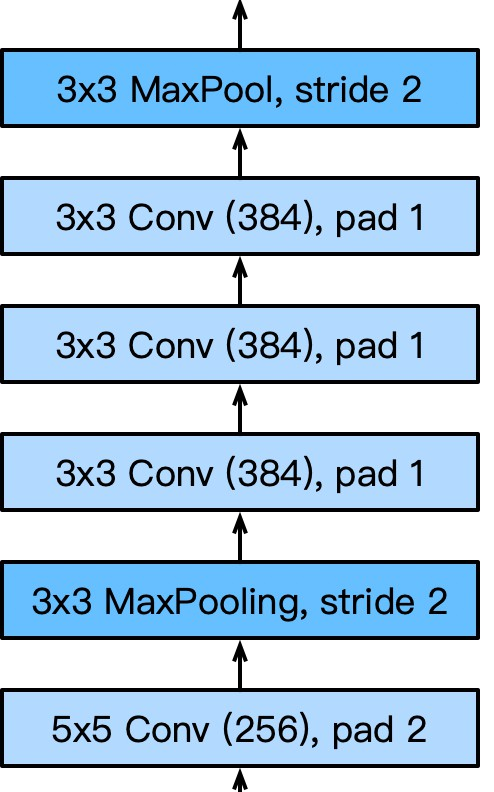 3x3 MaxPool, stride 2
3x3 Conv (384), pad 1
3x3 Conv (384), pad 1
3x3 Conv (384), pad 1
3x3 MaxPooling, stride 2
5x5 Conv (256), pad 2